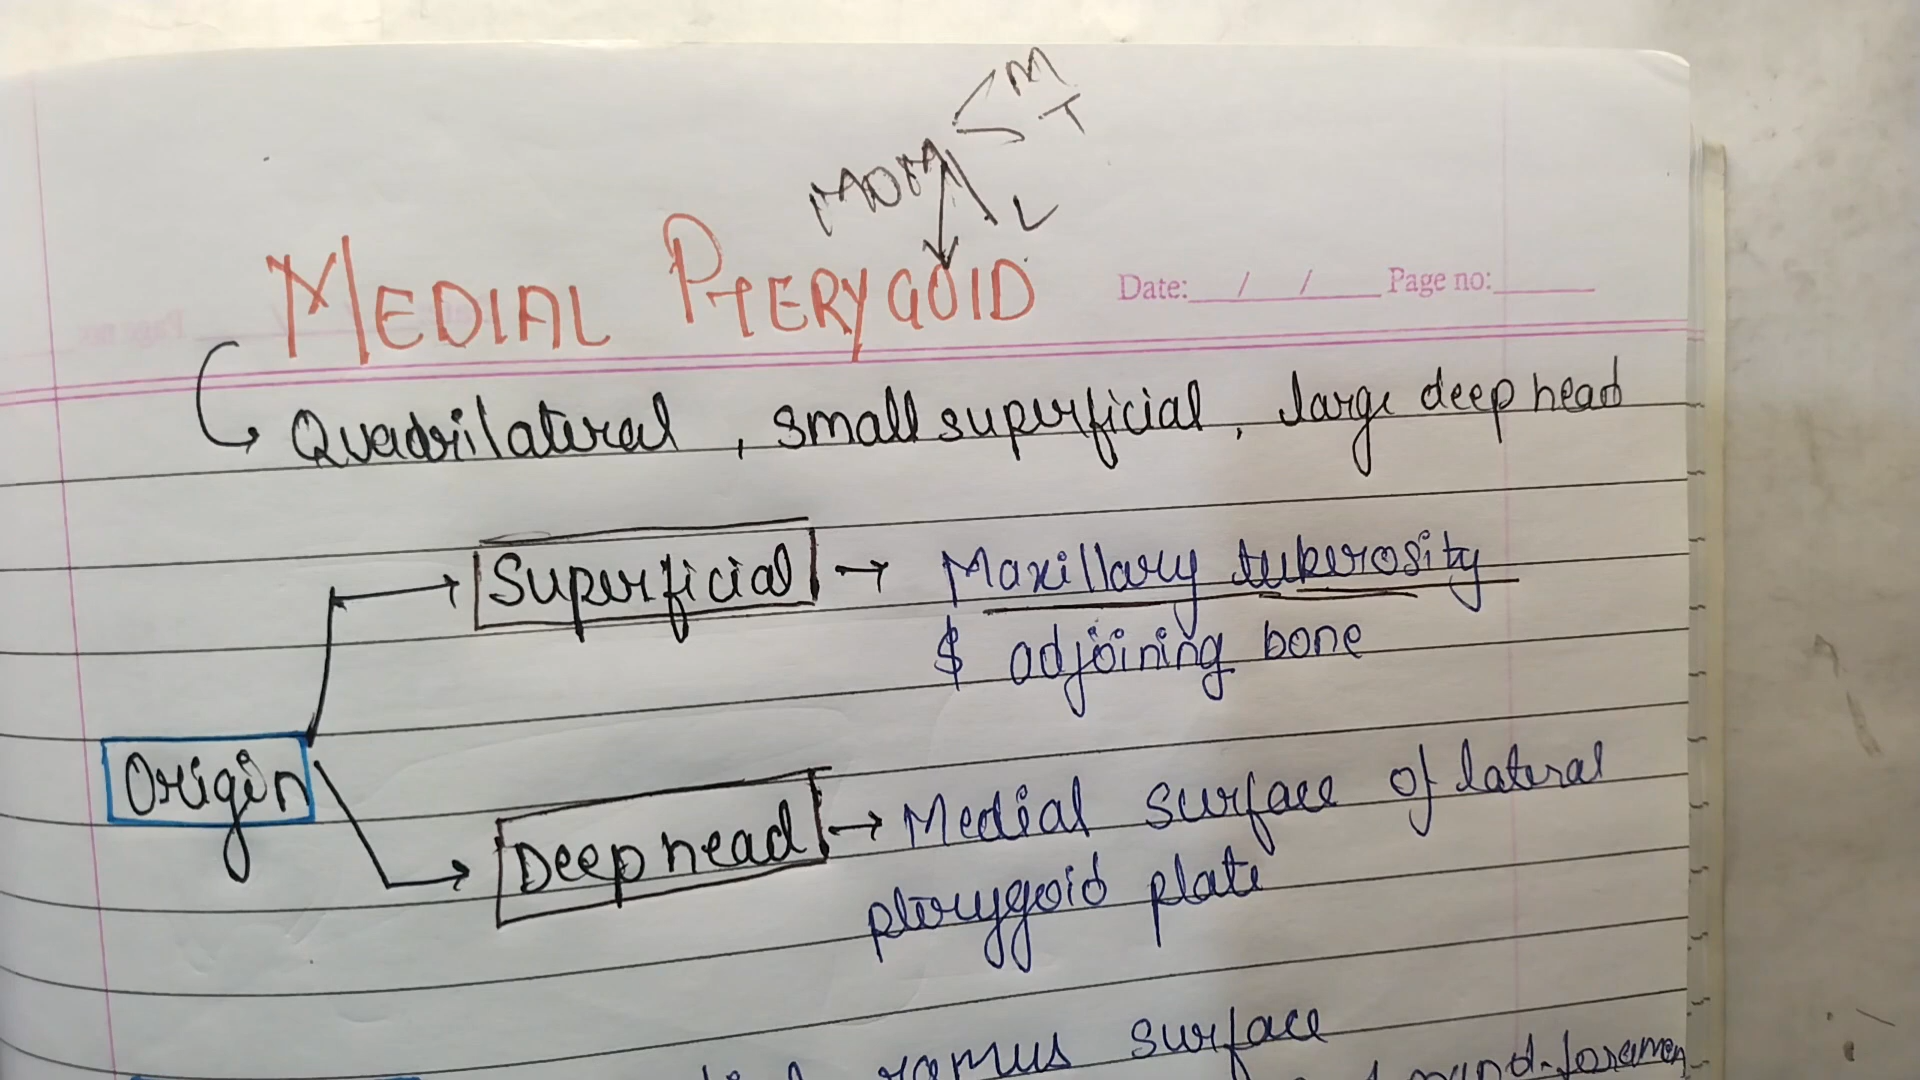 M
T
MOM
L
MEDIAL PTERYGOID
Date: / / Page no:
Quadrilateral, small superficial, large deep head
Superficial → Maxillary tuberosity
$ adjoining bone
Origin
Deep head → Medial surface of lateral
pterygoid plate
ramus surface
mand. foramen